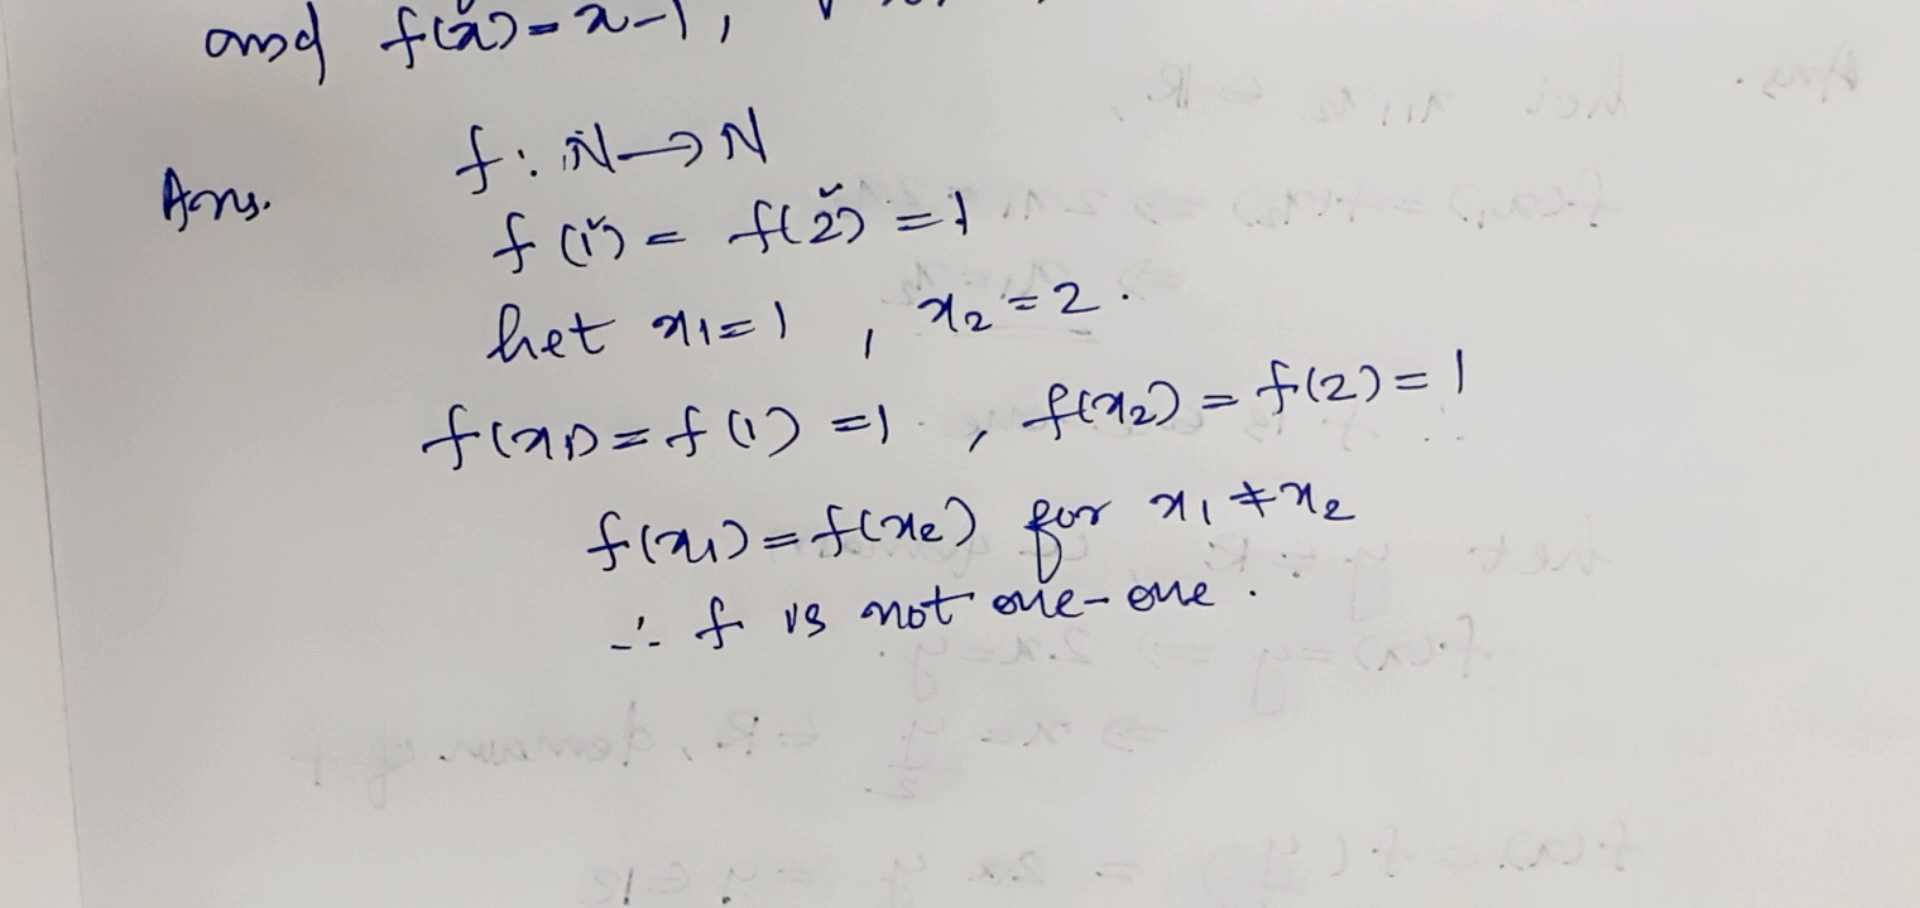 and f(x) = x-1,
f : N → N
Ans.
f(1) = f(2) = 1
Let x₁ = 1 , x₂ = 2 .
f(x₁) = f(1) = 1 , f(x₂) = f(2) = 1
f(x₁) = f(x₂) for x₁ ≠ x₂
∴ f is not one-one .